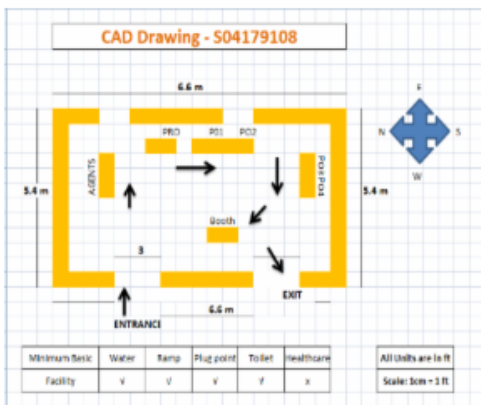 CAD Drawing - S04179108
6.6 m
E
N
S
W
PRO
PO1
PO2
AGENTS
PO3 PO4
5.4 m
5.4 m
Booth
3
EXIT
6.6 m
ENTRANCI
Minimum Basic Water Ramp Plug point Toilet Healthcare
Facility √ √ √ √ x
All Units are in ft
Scale: 1cm = 1 ft